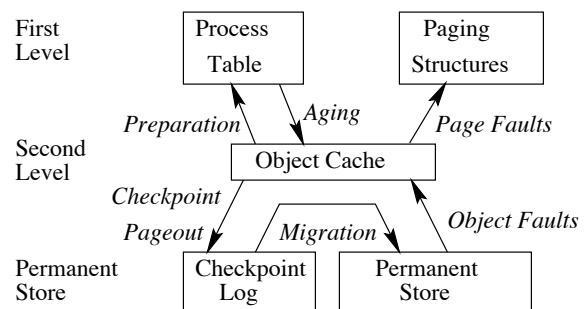 First
Level
Process
Table
Paging
Structures
Preparation
Aging
Page Faults
Second
Level
Object Cache
Checkpoint
Pageout
Migration
Object Faults
Permanent
Store
Checkpoint
Log
Permanent
Store